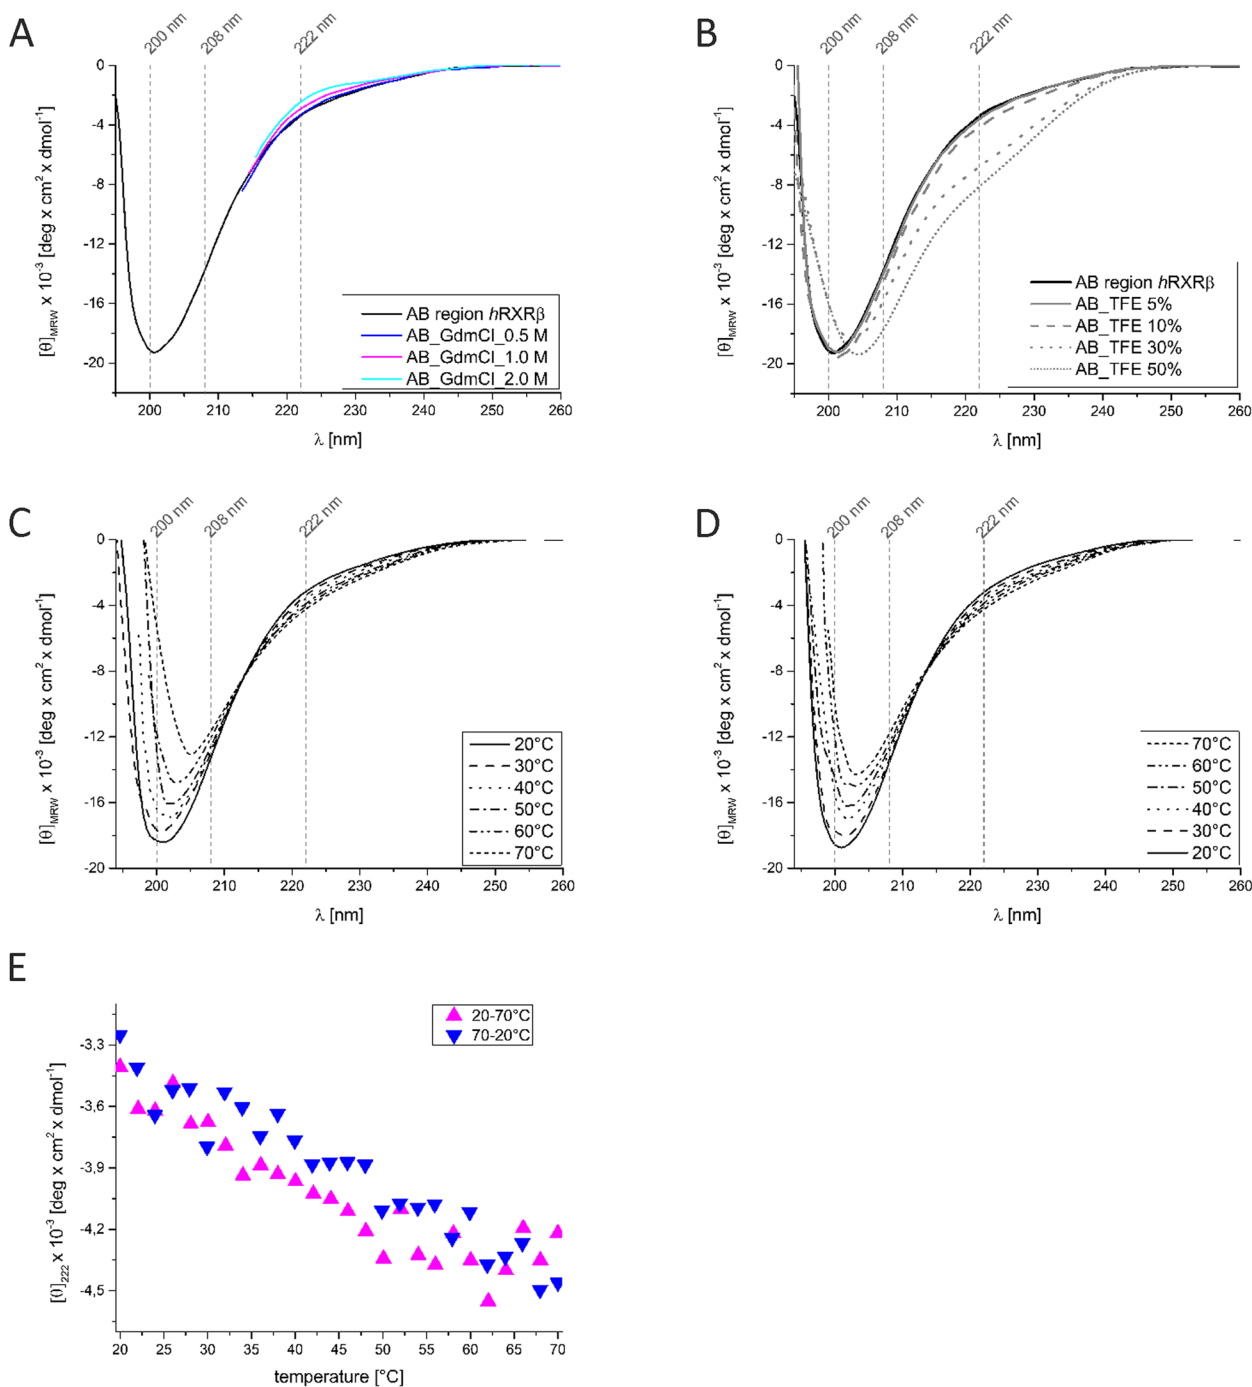 A
200 nm
208 nm
222 nm
0
-4
-8
-12
-16
-20
[θ]MRW x 10⁻³ [deg x cm² x dmol⁻¹]
AB region hRXRβ
AB_GdmCl_0.5 M
AB_GdmCl_1.0 M
AB_GdmCl_2.0 M
200 210 220 230 240 250 260
λ [nm]
B
200 nm
208 nm
222 nm
0
-4
-8
-12
-16
-20
[θ]MRW x 10⁻³ [deg x cm² x dmol⁻¹]
AB region hRXRβ
AB_TFE 5%
AB_TFE 10%
AB_TFE 30%
AB_TFE 50%
200 210 220 230 240 250 260
λ [nm]
C
200 nm
208 nm
222 nm
0
-4
-8
-12
-16
-20
[θ]MRW x 10⁻³ [deg x cm² x dmol⁻¹]
20°C
30°C
40°C
50°C
60°C
70°C
200 210 220 230 240 250 260
λ [nm]
D
200 nm
208 nm
222 nm
0
-4
-8
-12
-16
-20
[θ]MRW x 10⁻³ [deg x cm² x dmol⁻¹]
70°C
60°C
50°C
40°C
30°C
20°C
200 210 220 230 240 250 260
λ [nm]
E
20-70°C
70-20°C
-3.3
-3.6
-3.9
-4.2
-4,5
[θ]222 x 10⁻³ [deg x cm² x dmol⁻¹]
20 25 30 35 40 45 50 55 60 65 70
temperature [°C]